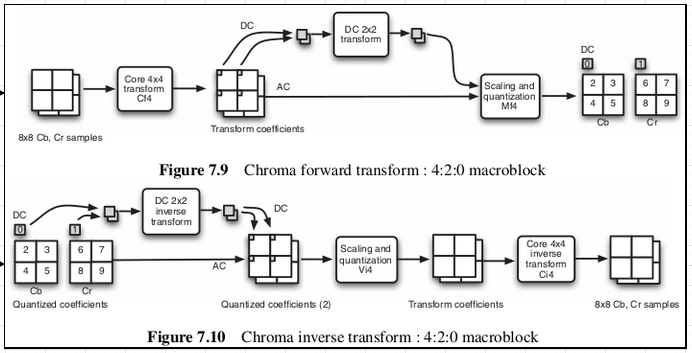 DC
DC 2x2
transform
DC
0
1
Core 4x4
transform
Cf4
AC
Scaling and
quantization
Mf4
2 3
4 5
6 7
8 9
Cb
Cr
8x8 Cb, Cr samples
Transform coefficients
Figure 7.9 Chroma forward transform : 4:2:0 macroblock
DC
0
1
DC 2x2
inverse
transform
DC
2 3
4 5
6 7
8 9
Cb
Cr
AC
Scaling and
quantization
Vi4
Core 4x4
inverse
transform
Ci4
Quantized coefficients
Quantized coefficients (2)
Transform coefficients
8x8 Cb, Cr samples
Figure 7.10 Chroma inverse transform : 4:2:0 macroblock